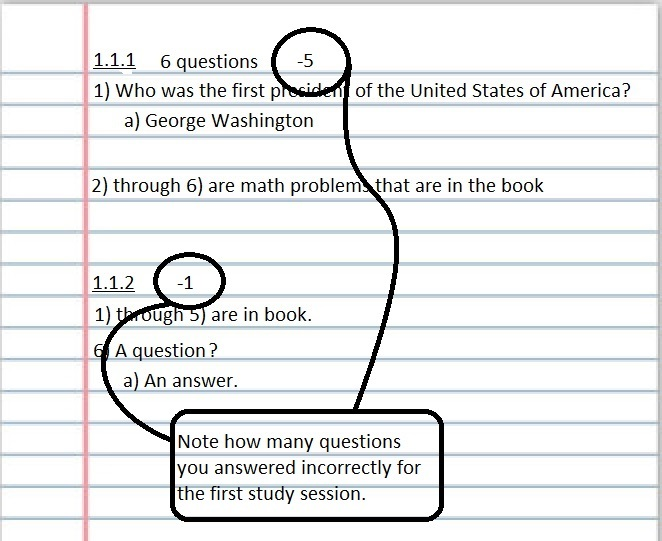 1.1.1 6 questions -5
1) Who was the first president of the United States of America?
a) George Washington
2) through 6) are math problems that are in the book
1.1.2 -1
1) through 5) are in book.
6) A question?
a) An answer.
Note how many questions
you answered incorrectly for
the first study session.